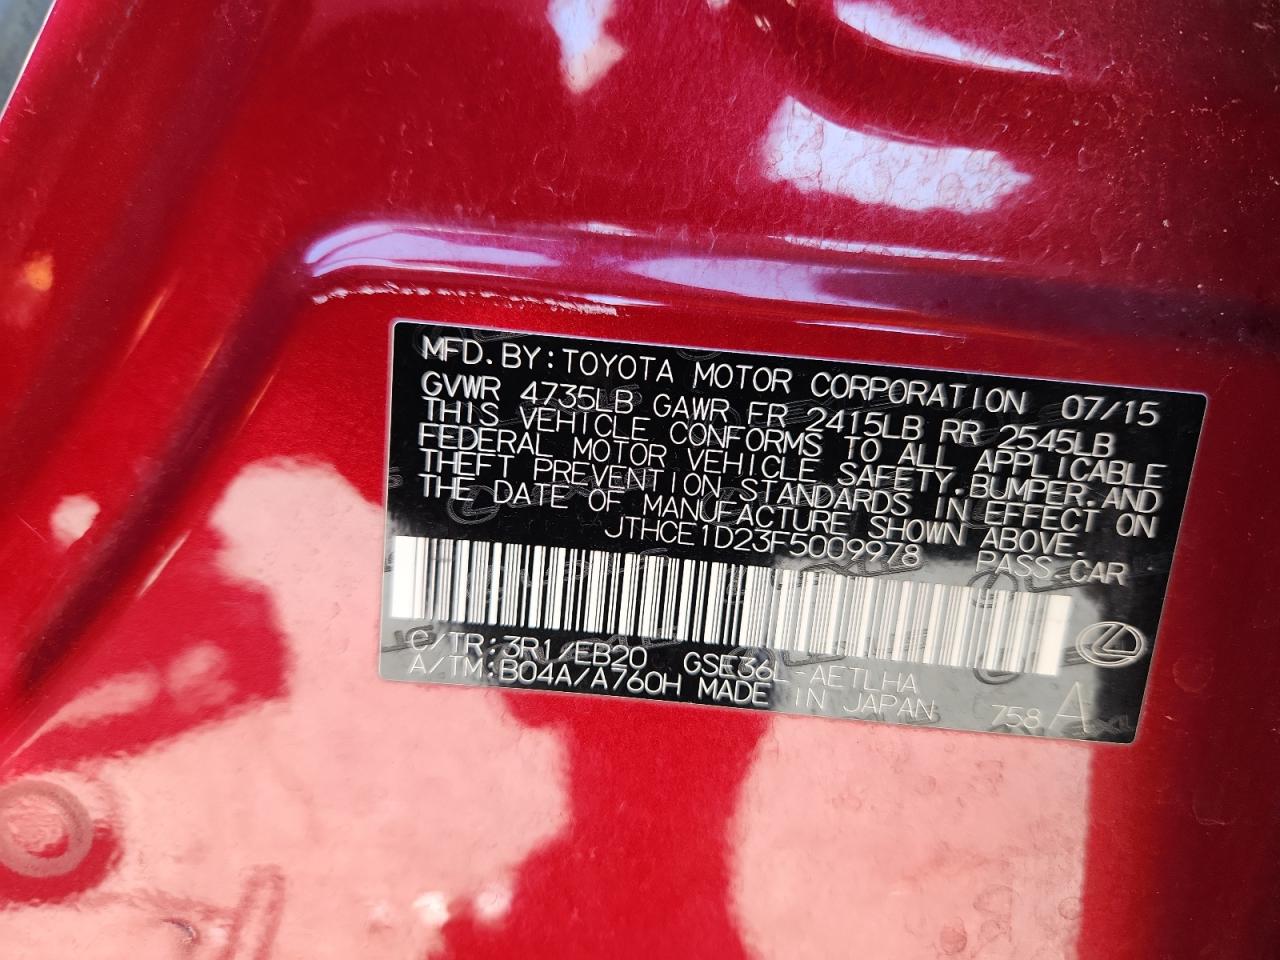 MFD.BY:TOYOTA MOTOR CORPORATION 07/15
GVWR 4735LB GAWR FR 2415LB RR 2545LB
THIS VEHICLE CONFORMS TO ALL APPLICABLE
FEDERAL MOTOR VEHICLE SAFETY,BUMPER,AND
THEFT PREVENTION STANDARDS IN EFFECT ON
THE DATE OF MANUFACTURE SHOWN ABOVE.
JTHCE1D23F5009978 PASS CAR
C/TR:3R1/EB20 GSE36L-AETLHA
A/TM:B04A/A760H MADE IN JAPAN 758 A